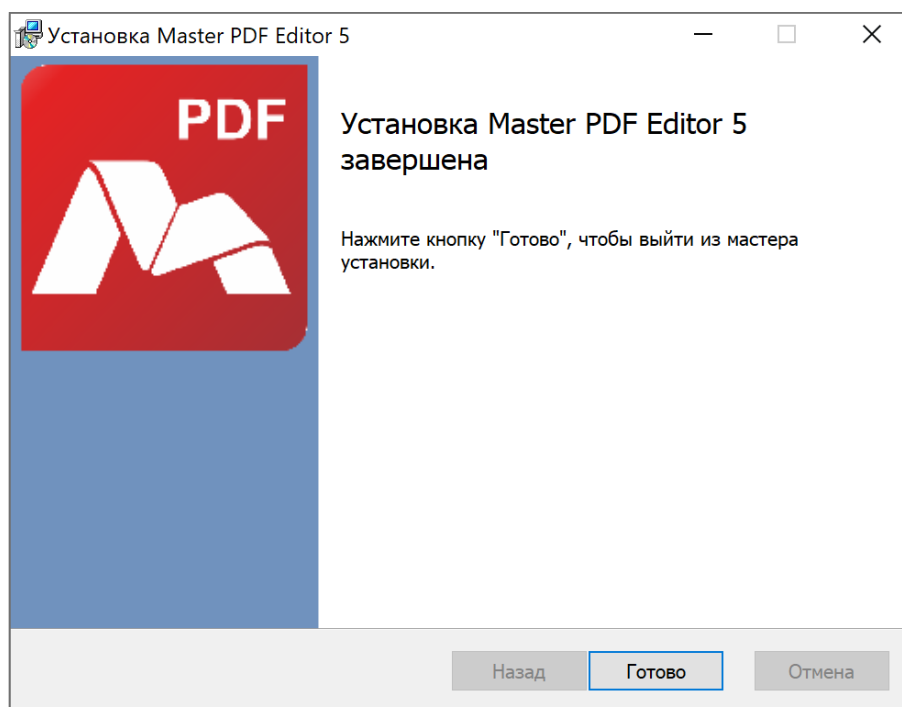 Установка Master PDF Editor 5
PDF
Установка Master PDF Editor 5
завершена
Нажмите кнопку "Готово", чтобы выйти из мастера
установки.
Назад
Готово
Отмена